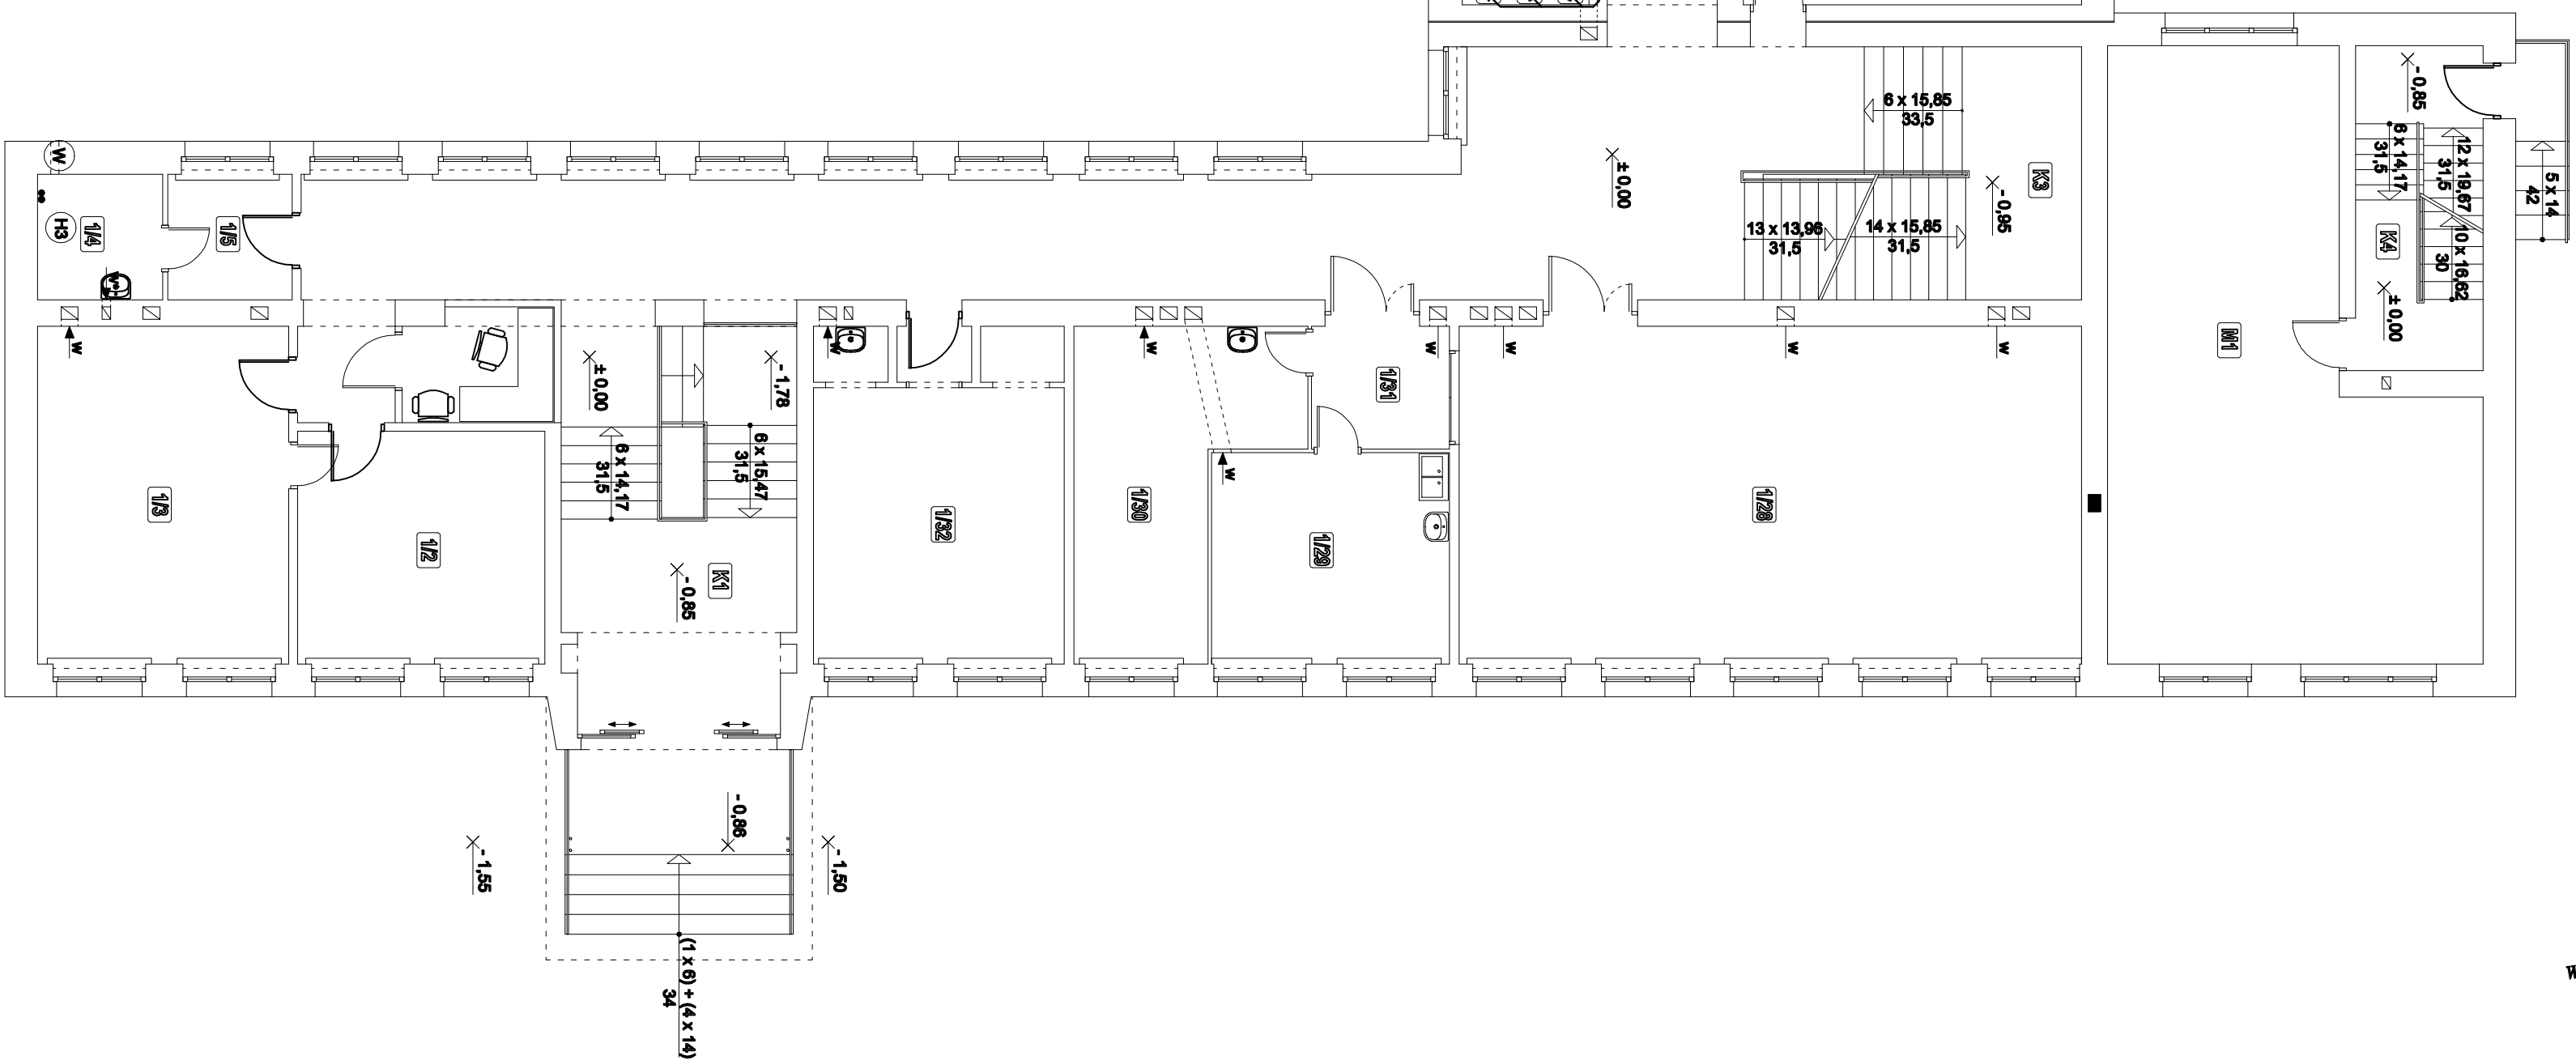 6 x 15,85
33,5
K3
± 0,00
- 0,95
13 x 13,96
31,5
14 x 15,85
31,5
- 0,85
6 x 14,17
31,5
12 x 19,67
31,5
10 x 16,62
30
K4
± 0,00
5 x 14
42
M1
W
H3
1/4
1/5
W
W
1/3
1/2
± 0,00
- 1,78
6 x 14,17
31,5
6 x 15,47
31,5
K1
- 0,85
W
1/32
W
1/30
W
1/31
1/29
W
W
W
W
1/28
- 0,86
- 1,55
- 1,50
(1 x 6) + (4 x 14)
34
W